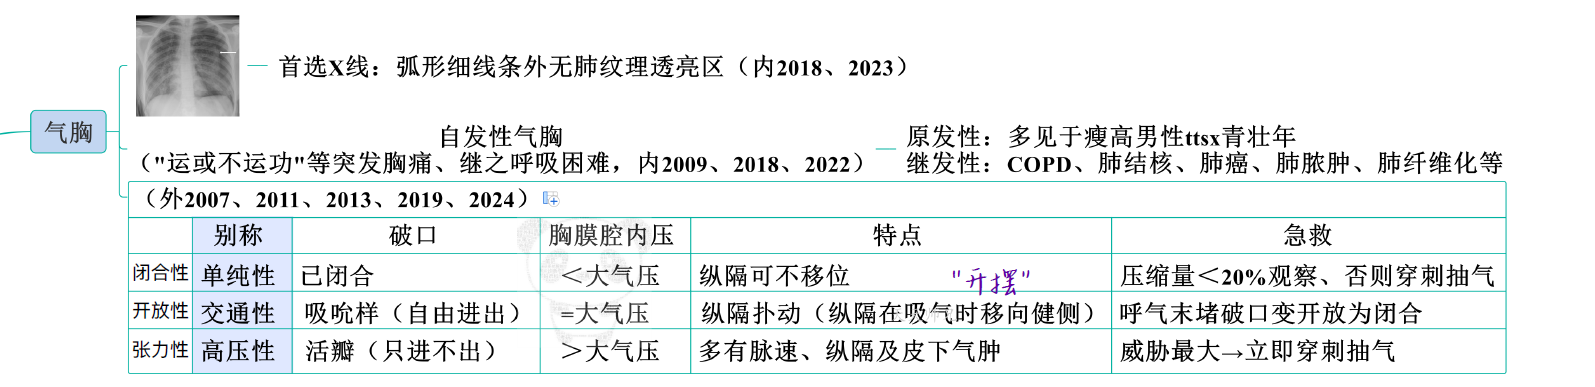 首选X线：弧形细线条外无肺纹理透亮区（内2018、2023）
气胸
自发性气胸
（"运或不运功"等突发胸痛、继之呼吸困难，内2009、2018、2022）
原发性：多见于瘦高男性ttsx青壮年
继发性：COPD、肺结核、肺癌、肺脓肿、肺纤维化等
（外2007、2011、2013、2019、2024）
别称 破口 胸膜腔内压 特点 急救
闭合性 单纯性 已闭合 ＜大气压 纵隔可不移位 "开摆" 压缩量＜20%观察、否则穿刺抽气
开放性 交通性 吸吮样（自由进出） =大气压 纵隔扑动（纵隔在吸气时移向健侧） 呼气末堵破口变开放为闭合
张力性 高压性 活瓣（只进不出） ＞大气压 多有脉速、纵隔及皮下气肿 威胁最大→立即穿刺抽气